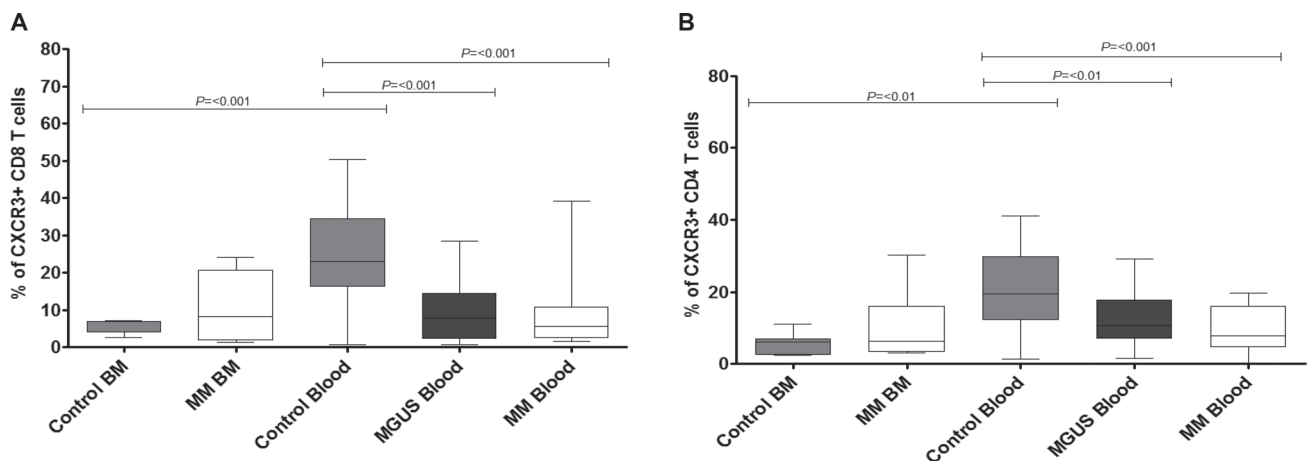 A
% of CXCR3+ CD8 T cells
80
70
60
50
40
30
20
10
0
P=<0.001
P=<0.001
P=<0.001
Control BM
MM BM
Control Blood
MGUS Blood
MM Blood
B
% of CXCR3+ CD4 T cells
80
60
40
20
0
P=<0.001
P=<0.01
P=<0.01
Control BM
MM BM
Control Blood
MGUS Blood
MM Blood